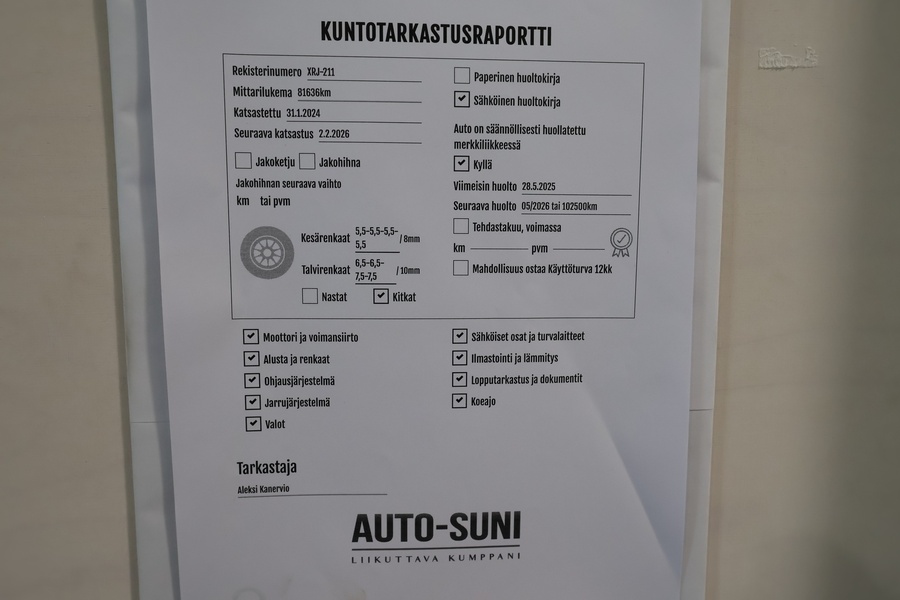 KUNTOTARKASTUSRAPORTTI
Rekisterinumero XRJ-211
Mittarilukema 81636km
Katsastettu 31.1.2024
Seuraava katsastus 2.2.2026
Jakoketju Jakohihna
Jakohihnan seuraava vaihto
km tai pvm
Kesärenkaat 5,5-5,5-5,5-
5,5 / 8mm
Talvirenkaat 6,5-6,5-
7,5-7,5 / 10mm
Nastat Kitkat
Paperinen huoltokirja
Sähköinen huoltokirja
Auto on säännöllisesti huollatettu
merkkiliikkeessä
Kyllä
Viimeisin huolto 28.5.2025
Seuraava huolto 05/2026 tai 102500km
Tehdastakuu, voimassa
km pvm
Mahdollisuus ostaa Käyttöturva 12kk
Moottori ja voimansiirto
Alusta ja renkaat
Ohjausjärjestelmä
Jarrujärjestelmä
Valot
Sähköiset osat ja turvalaitteet
Ilmastointi ja lämmitys
Lopputarkastus ja dokumentit
Koeajo
Tarkastaja
Aleksi Kanervio
AUTO-SUNI
LIIKUTTAVA KUMPPANI